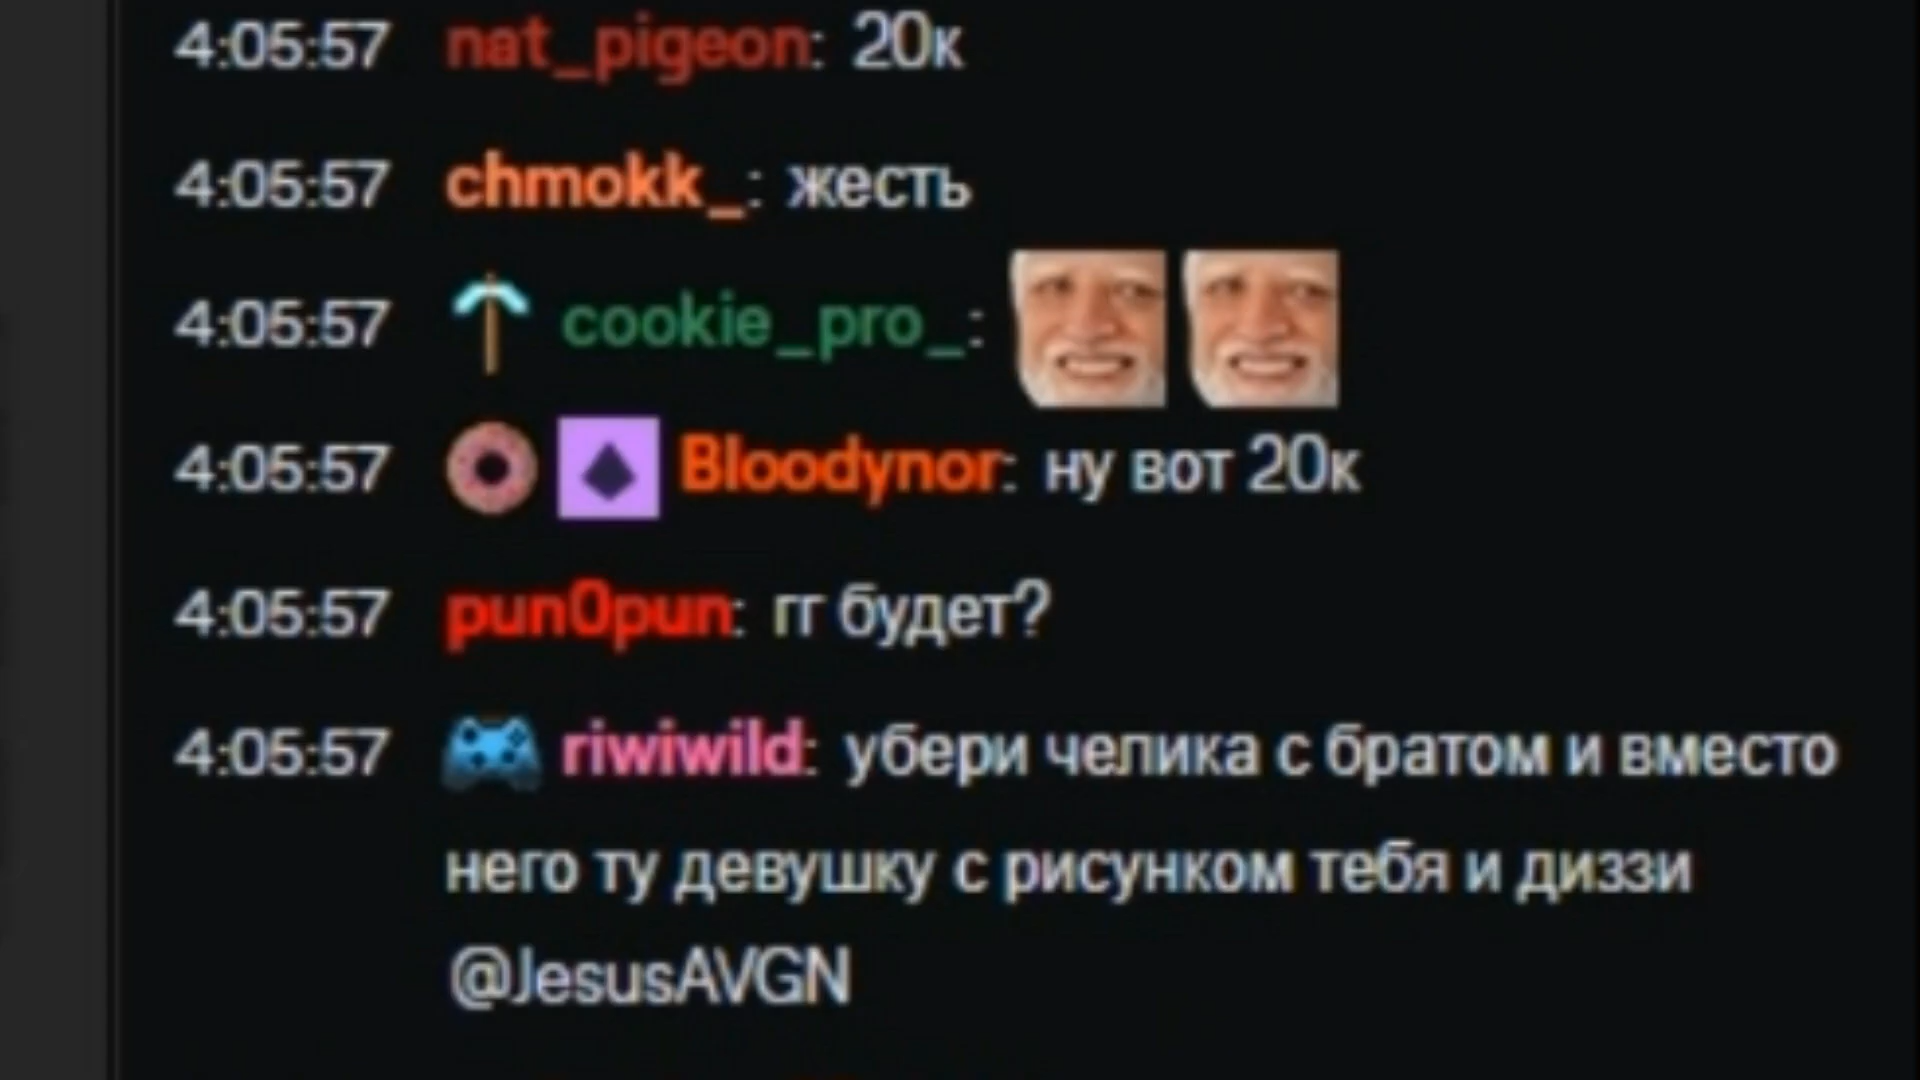 4:05:57 nat_pigeon: 20к
4:05:57 chmokk_: жесть
4:05:57 cookie_pro_:
4:05:57 Bloodynor: ну вот 20к
4:05:57 pun0pun: гг будет?
4:05:57 riwiwild: убери челика с братом и вместо
него ту девушку с рисунком тебя и диззи
@JesusAVGN